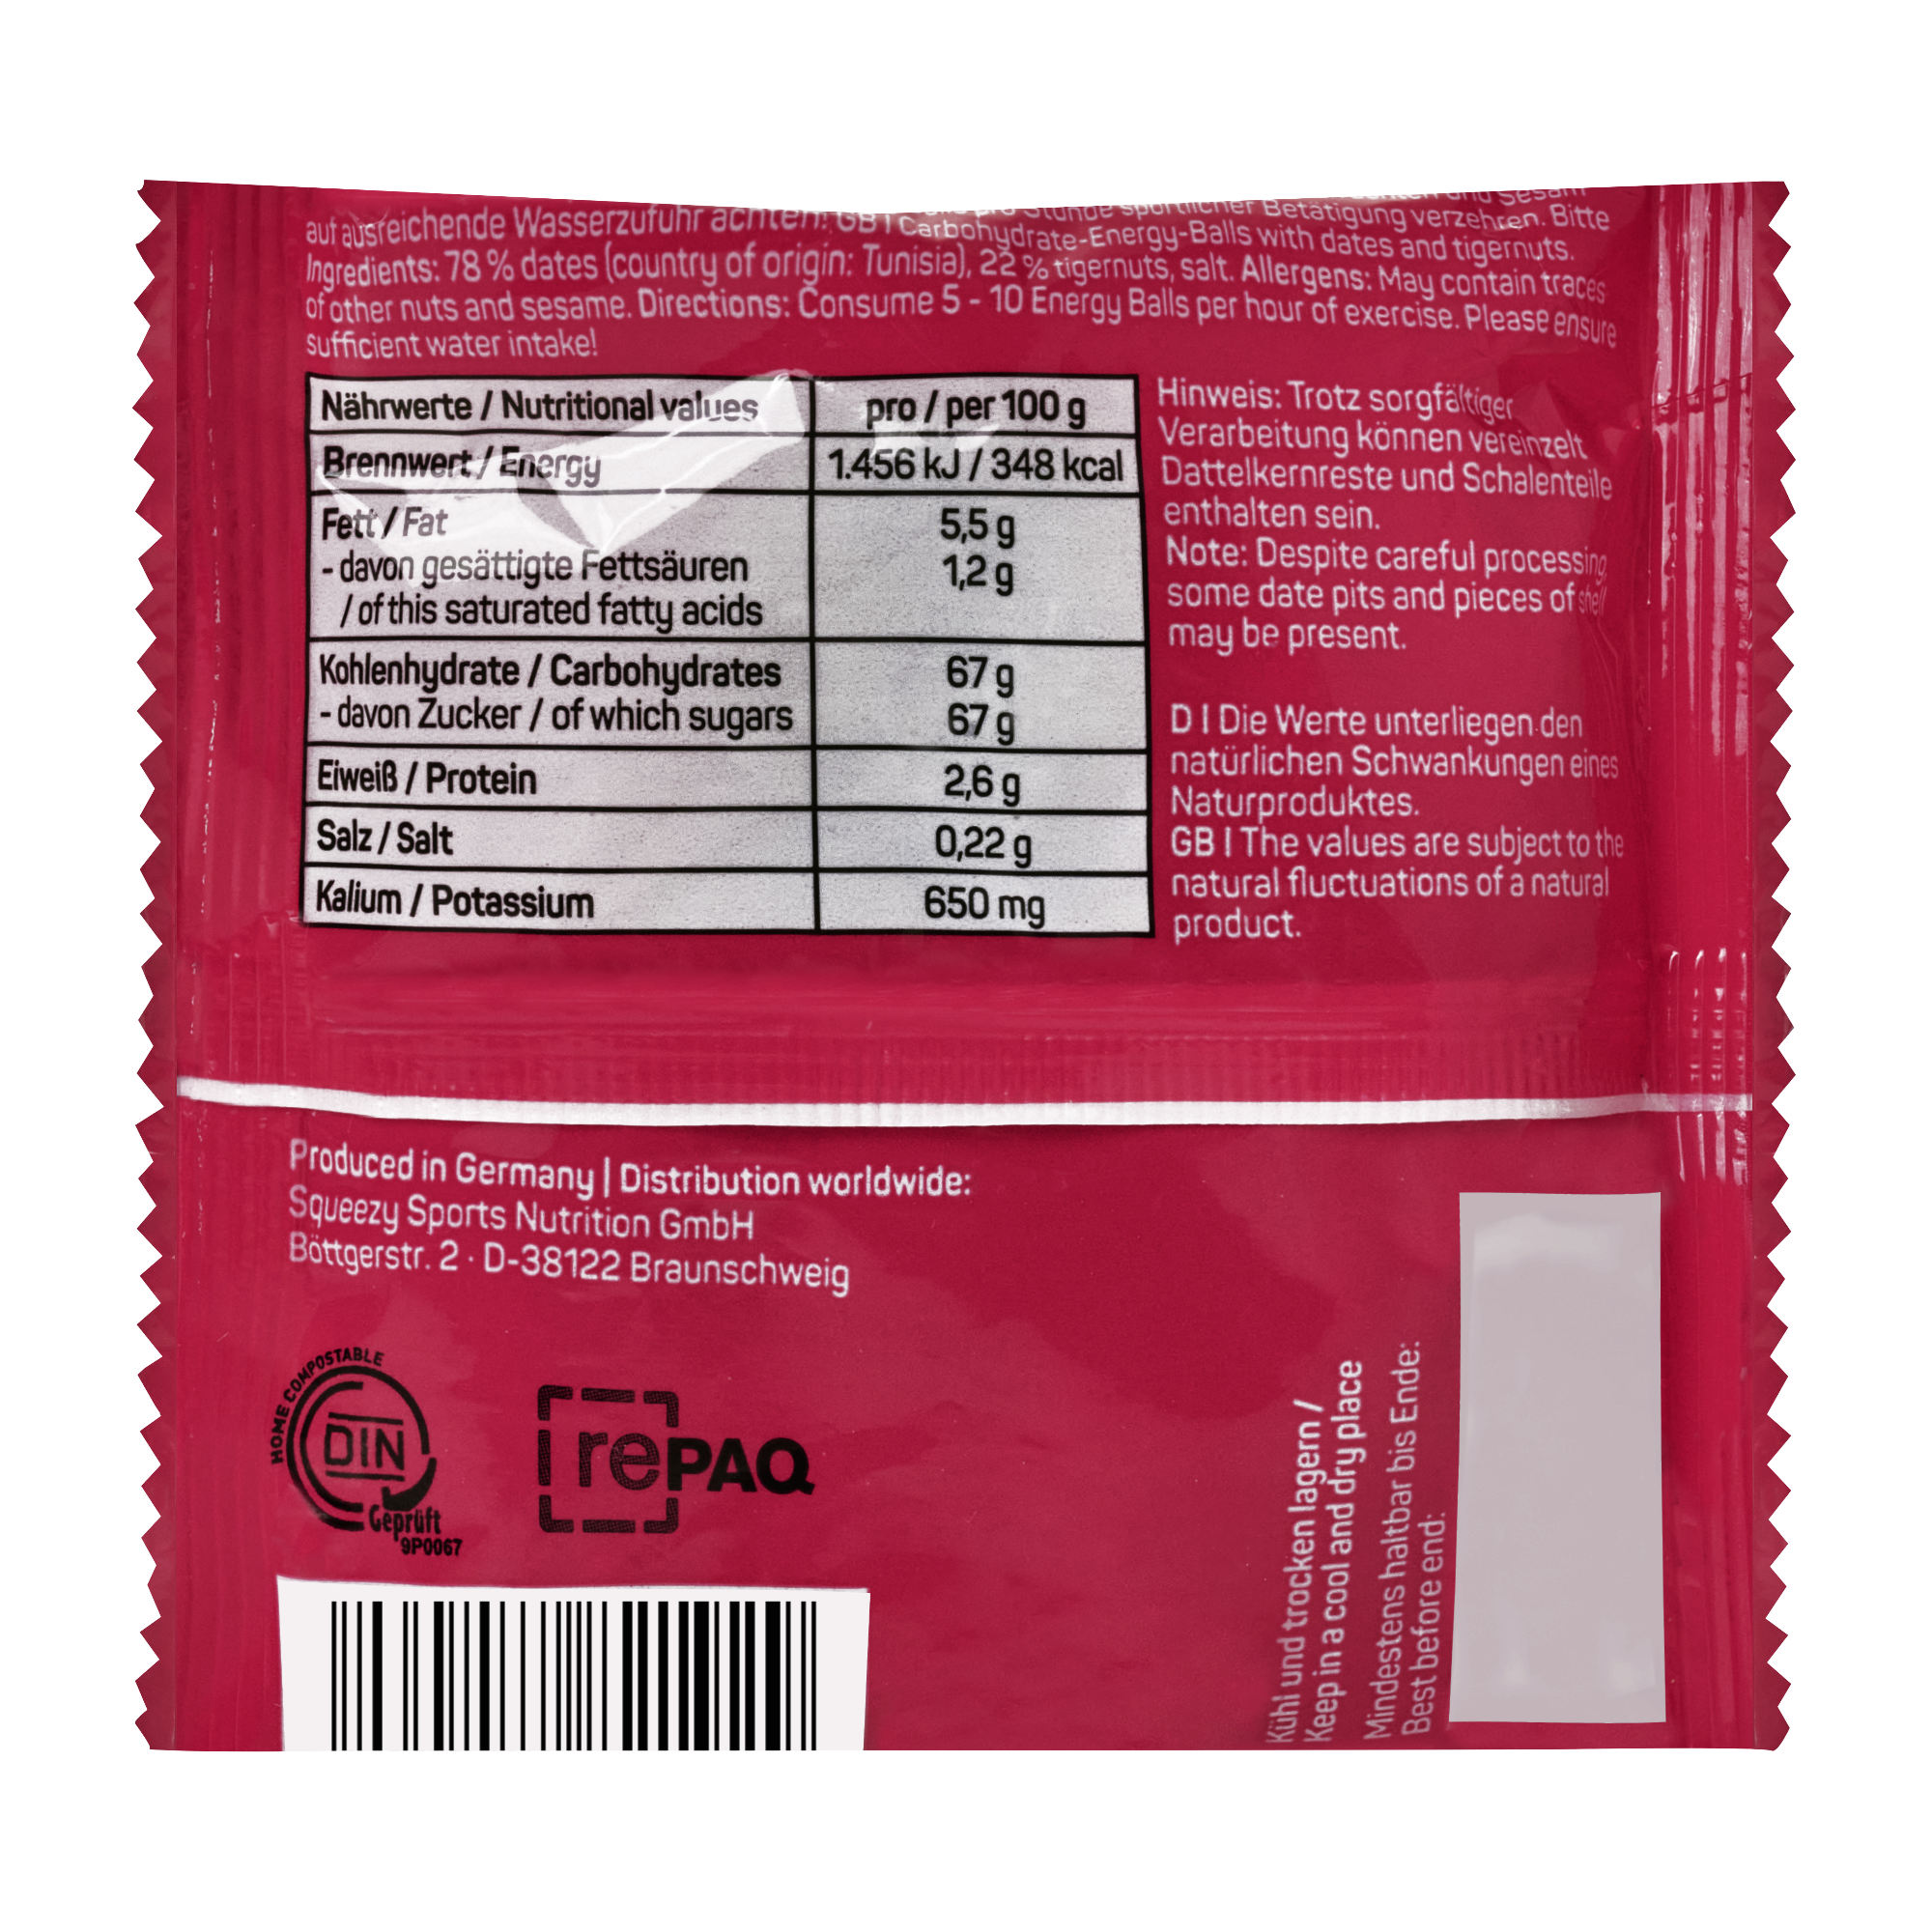 auf ausreichende Wasserzufuhr achten! GB I Carbohydrate-Energy-Balls with dates and tigernuts.
Stunde sportlicher Betätigung verzehren. Bitte
Ingredients: 78 % dates (country of origin: Tunisia), 22 % tigernuts, salt. Allergens: May contain traces
of other nuts and sesame. Directions: Consume 5 - 10 Energy Balls per hour of exercise. Please ensure
sufficient water intake!
Nährwerte / Nutritional values pro / per 100 g
Brennwert / Energy 1.456 kJ / 348 kcal
Fett / Fat 5,5 g
- davon gesättigte Fettsäuren 1,2 g
/ of this saturated fatty acids
Kohlenhydrate / Carbohydrates 67 g
- davon Zucker / of which sugars 67 g
Eiweiß / Protein 2,6 g
Salz / Salt 0,22 g
Kalium / Potassium 650 mg
Hinweis: Trotz sorgfältiger
Verarbeitung können vereinzelt
Dattelkernreste und Schalenteile
enthalten sein.
Note: Despite careful processing
some date pits and pieces of shell
may be present.
D I Die Werte unterliegen den
natürlichen Schwankungen eines
Naturproduktes.
GB I The values are subject to the
natural fluctuations of a natural
product.
Produced in Germany | Distribution worldwide:
Squeezy Sports Nutrition GmbH
Böttgerstr. 2 · D-38122 Braunschweig
HOME COMPOSTABLE
DIN
Geprüft
9P0067
rePAQ
Kühl und trocken lagern /
Keep in a cool and dry place
Mindestens haltbar bis Ende:
Best before end: